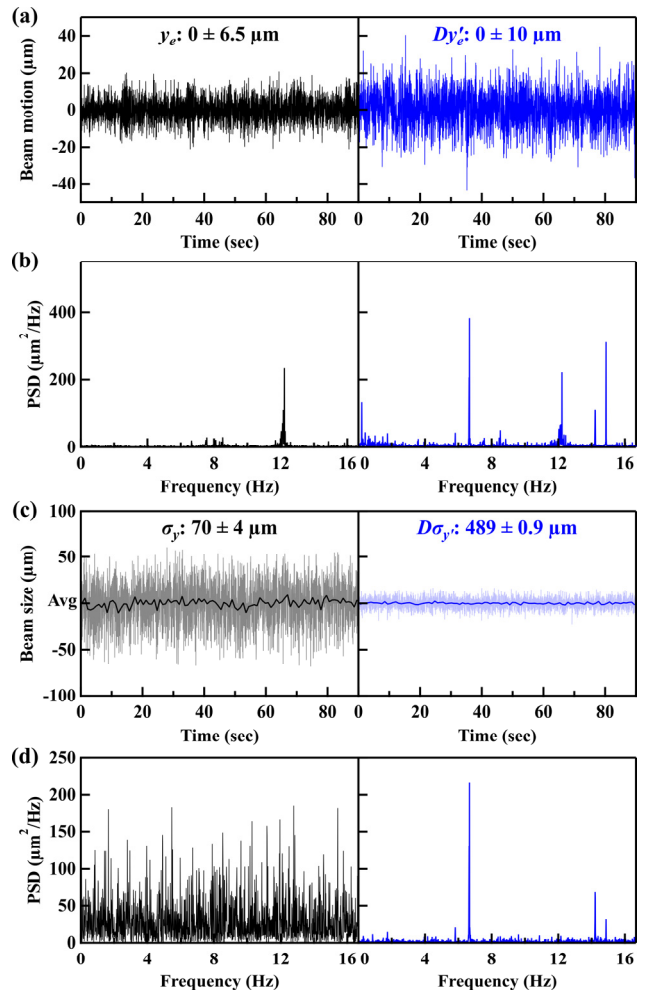 (a)
yₑ: 0 ± 6.5 μm
Dy′ₑ: 0 ± 10 μm
Beam motion (μm)
40
20
0
-20
-40
0 20 40 60 80 0 20 40 60 80
Time (sec) Time (sec)
(b)
PSD (μm²/Hz)
400
200
0
0 4 8 12 16 0 4 8 12 16
Frequency (Hz) Frequency (Hz)
(c)
σy: 70 ± 4 μm
Dσy′: 489 ± 0.9 μm
Beam size (μm)
100
50
Avg
-50
-100
0 20 40 60 80 0 20 40 60 80
Time (sec) Time (sec)
(d)
PSD (μm²/Hz)
250
200
150
100
50
0
0 4 8 12 16 0 4 8 12 16
Frequency (Hz) Frequency (Hz)